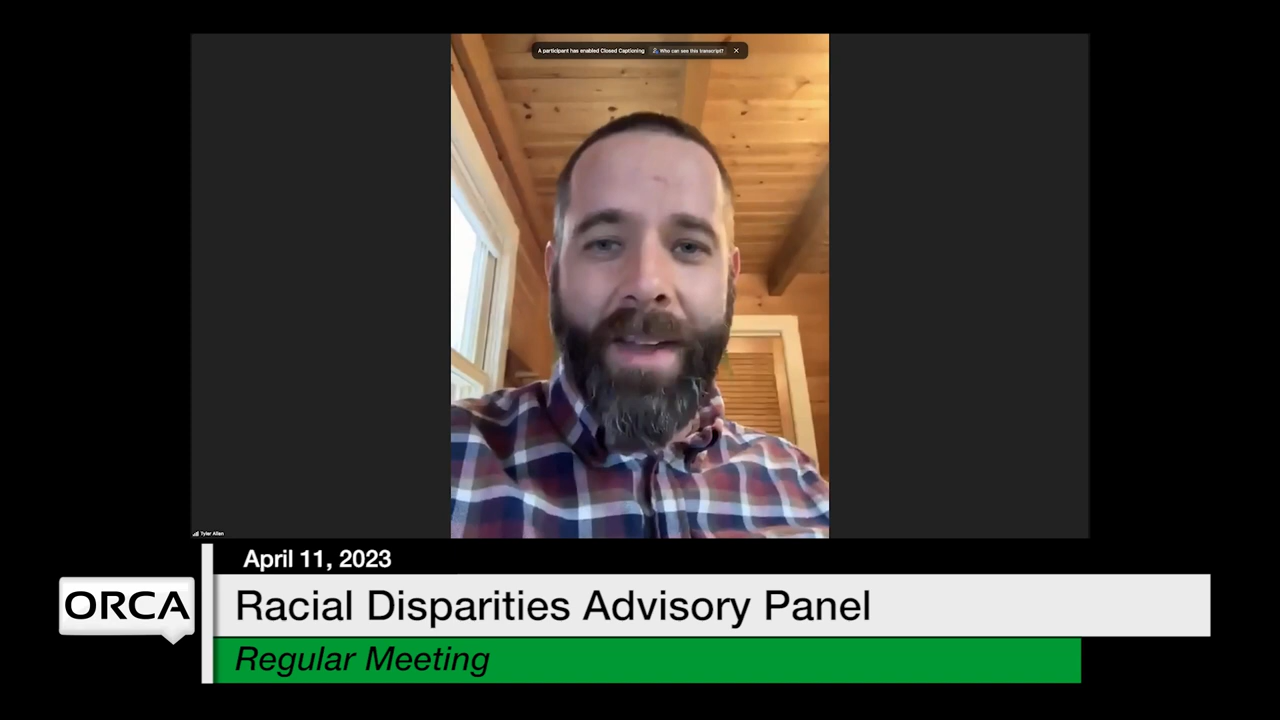 A participant has enabled Closed Captioning Who can see this transcript?
Tyler Allen
April 11, 2023
ORCA
Racial Disparities Advisory Panel
Regular Meeting